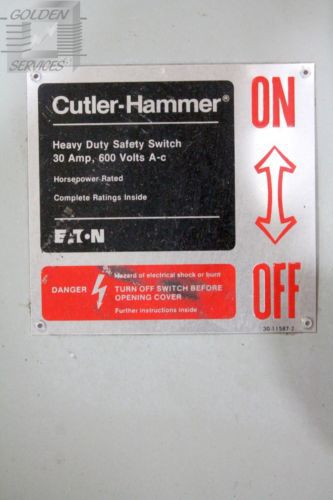 GOLDEN
SERVICES
Cutler-Hammer®
Heavy Duty Safety Switch
30 Amp, 600 Volts A-c
Horsepower Rated
Complete Ratings Inside
EATON
ON
OFF
DANGER
Hazard of electrical shock or burn
TURN OFF SWITCH BEFORE
OPENING COVER
Further instructions inside
30-11587-2